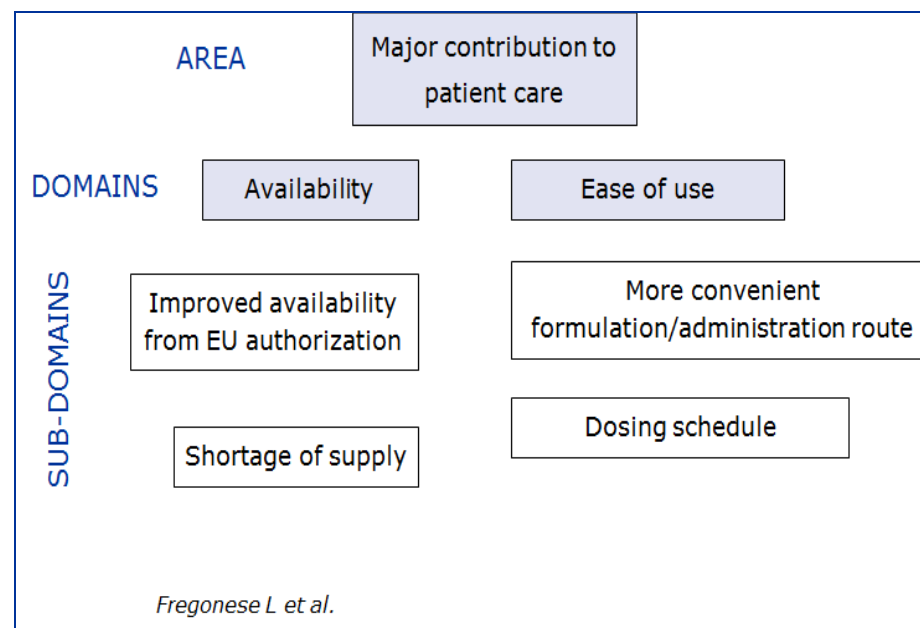 AREA
Major contribution to
patient care
DOMAINS
Availability
Ease of use
SUB-DOMAINS
Improved availability
from EU authorization
More convenient
formulation/administration route
Shortage of supply
Dosing schedule
Fregonese L et al.